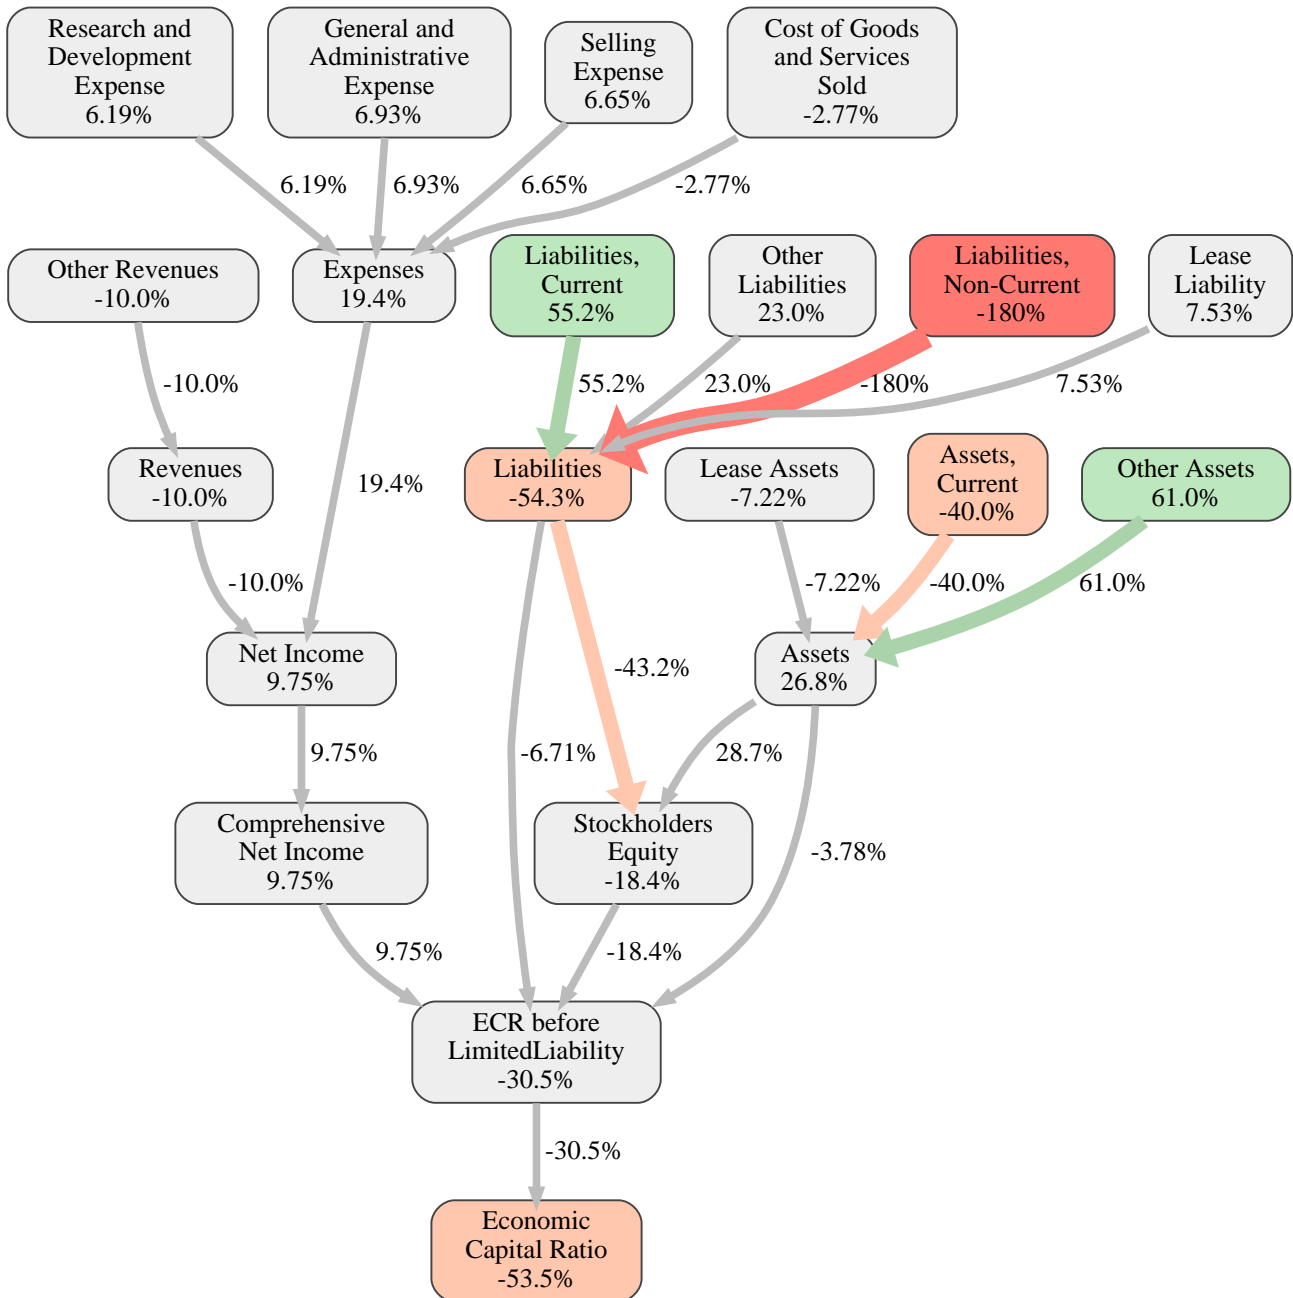 Research and
Development
Expense
6.19%
General and
Administrative
Expense
6.93%
Selling
Expense
6.65%
Cost of Goods
and Services
Sold
-2.77%
6.19%
6.93%
6.65%
-2.77%
Other Revenues
-10.0%
Expenses
19.4%
Liabilities,
Current
55.2%
Other
Liabilities
23.0%
Liabilities,
Non-Current
-180%
Lease
Liability
7.53%
-10.0%
55.2%
23.0%
-180%
7.53%
Revenues
-10.0%
19.4%
Liabilities
-54.3%
Lease Assets
-7.22%
Assets,
Current
-40.0%
Other Assets
61.0%
-10.0%
-7.22%
-40.0%
61.0%
Net Income
9.75%
-43.2%
Assets
26.8%
9.75%
-6.71%
28.7%
Comprehensive
Net Income
9.75%
Stockholders
Equity
-18.4%
-3.78%
9.75%
-18.4%
ECR before
LimitedLiability
-30.5%
-30.5%
Economic
Capital Ratio
-53.5%